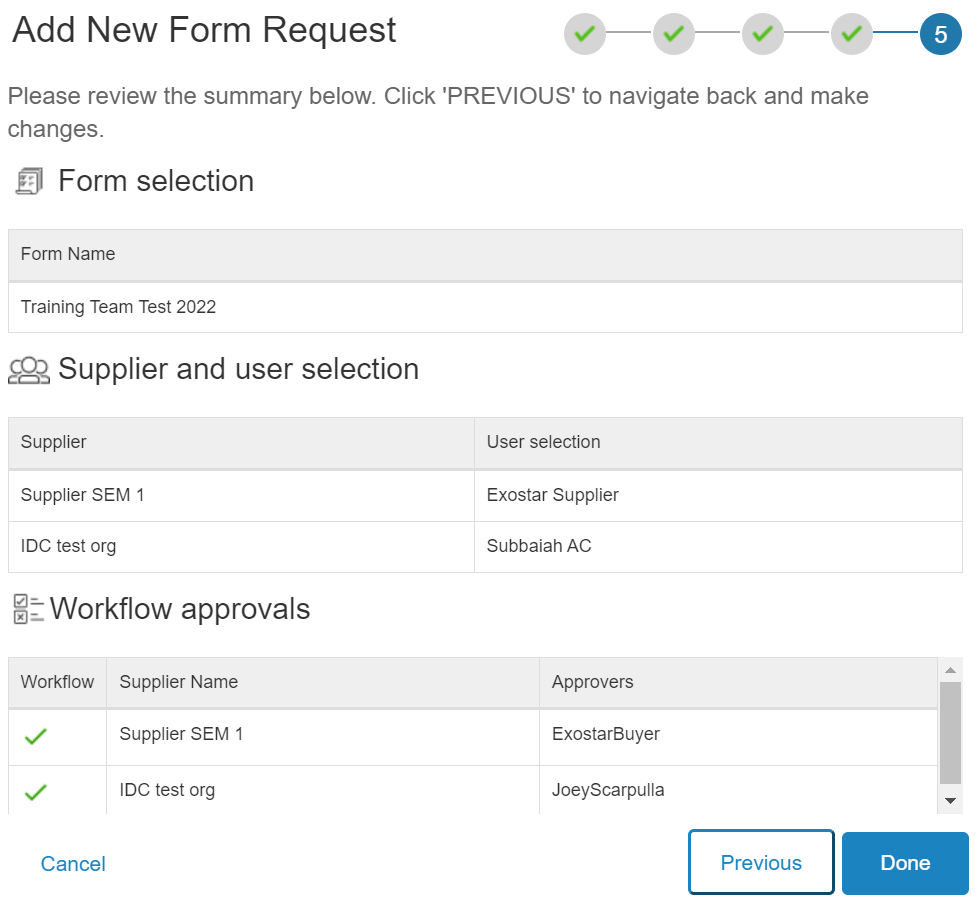 Add New Form Request
5
Please review the summary below. Click 'PREVIOUS' to navigate back and make
changes.
Form selection
Form Name
Training Team Test 2022
Supplier and user selection
Supplier User selection
Supplier SEM 1 Exostar Supplier
IDC test org Subbaiah AC
Workflow approvals
Workflow Supplier Name Approvers
Supplier SEM 1 ExostarBuyer
IDC test org JoeyScarpulla
Cancel Previous Done